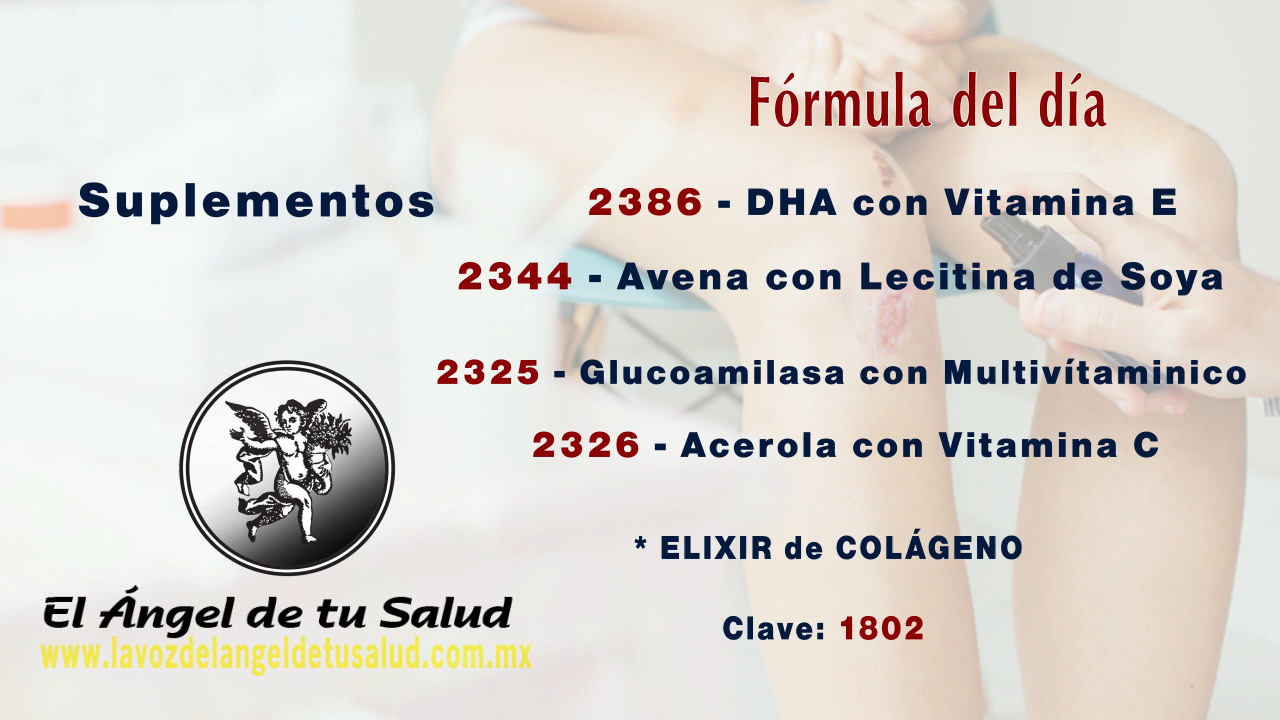 Fórmula del día
Suplementos
2386 - DHA con Vitamina E
2344 - Avena con Lecitina de Soya
2325 - Glucoamilasa con Multivítaminico
2326 - Acerola con Vitamina C
* ELIXIR de COLÁGENO
Clave: 1802
El Ángel de tu Salud
www.lavozdelangeldetusalud.com.mx